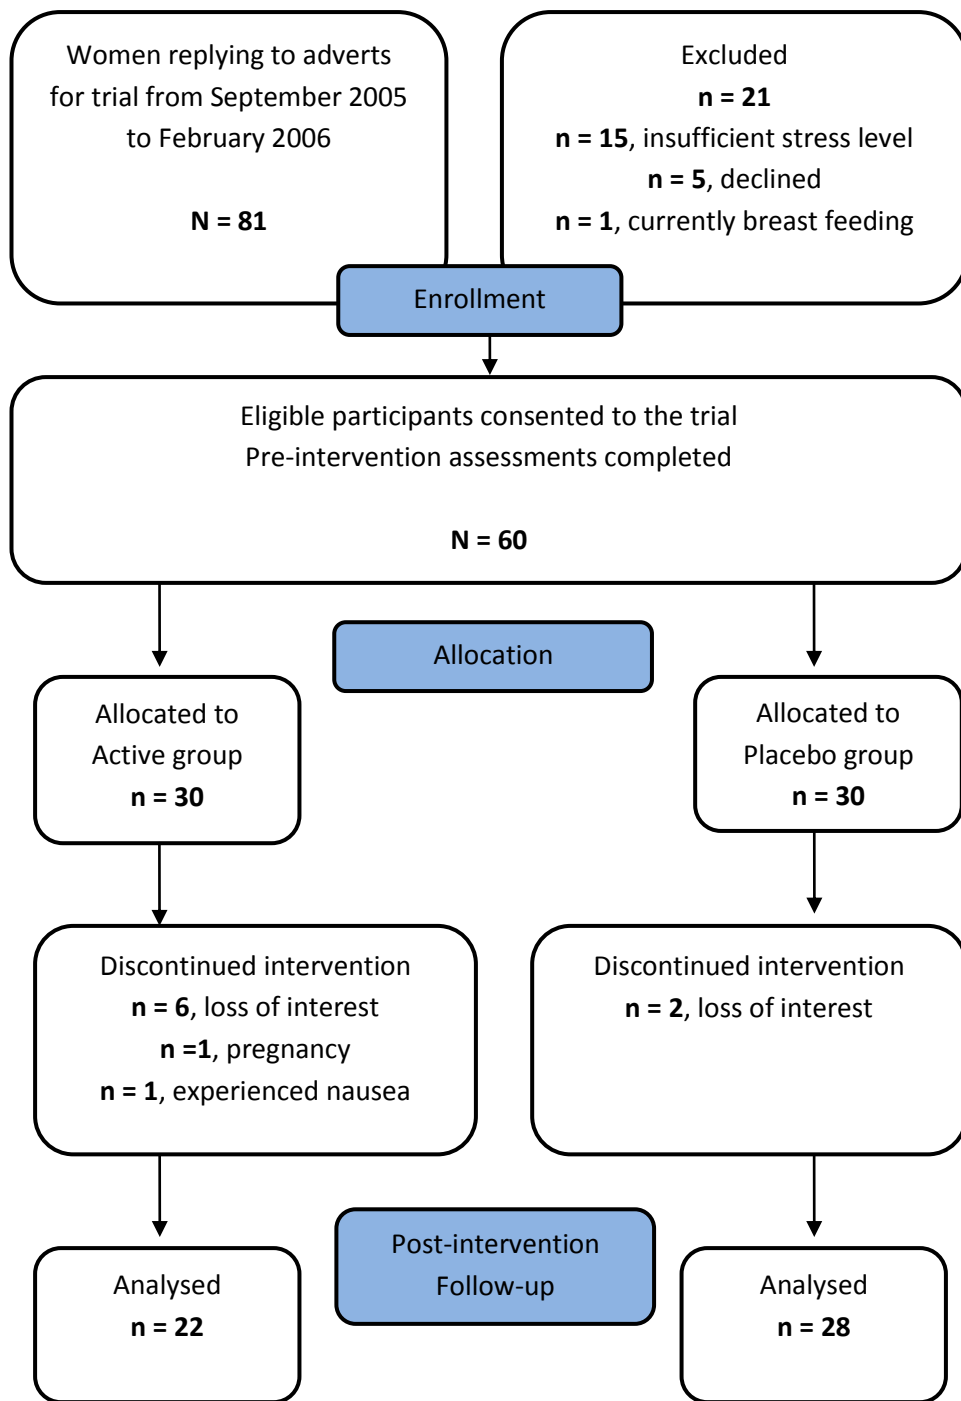 Women replying to adverts
for trial from September 2005
to February 2006
N = 81
Excluded
n = 21
n = 15, insufficient stress level
n = 5, declined
n = 1, currently breast feeding
Enrollment
Eligible participants consented to the trial
Pre-intervention assessments completed
N = 60
Allocation
Allocated to
Active group
n = 30
Allocated to
Placebo group
n = 30
Discontinued intervention
n = 6, loss of interest
n =1, pregnancy
n = 1, experienced nausea
Discontinued intervention
n = 2, loss of interest
Post-intervention
Follow-up
Analysed
n = 22
Analysed
n = 28